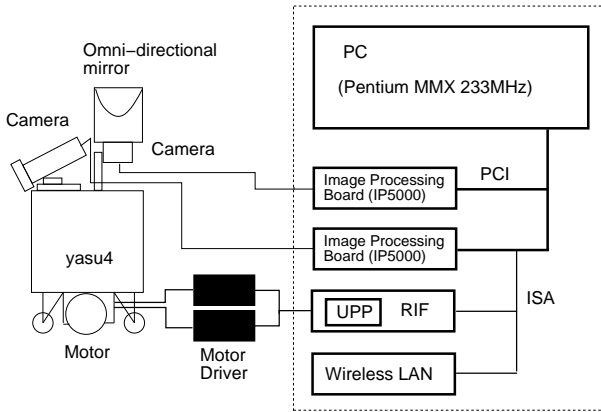 Omni−directional
mirror
Camera
Camera
yasu4
Motor
Motor
Driver
PC
(Pentium MMX 233MHz)
Image Processing
Board (IP5000)
PCI
Image Processing
Board (IP5000)
ISA
UPP
RIF
Wireless LAN